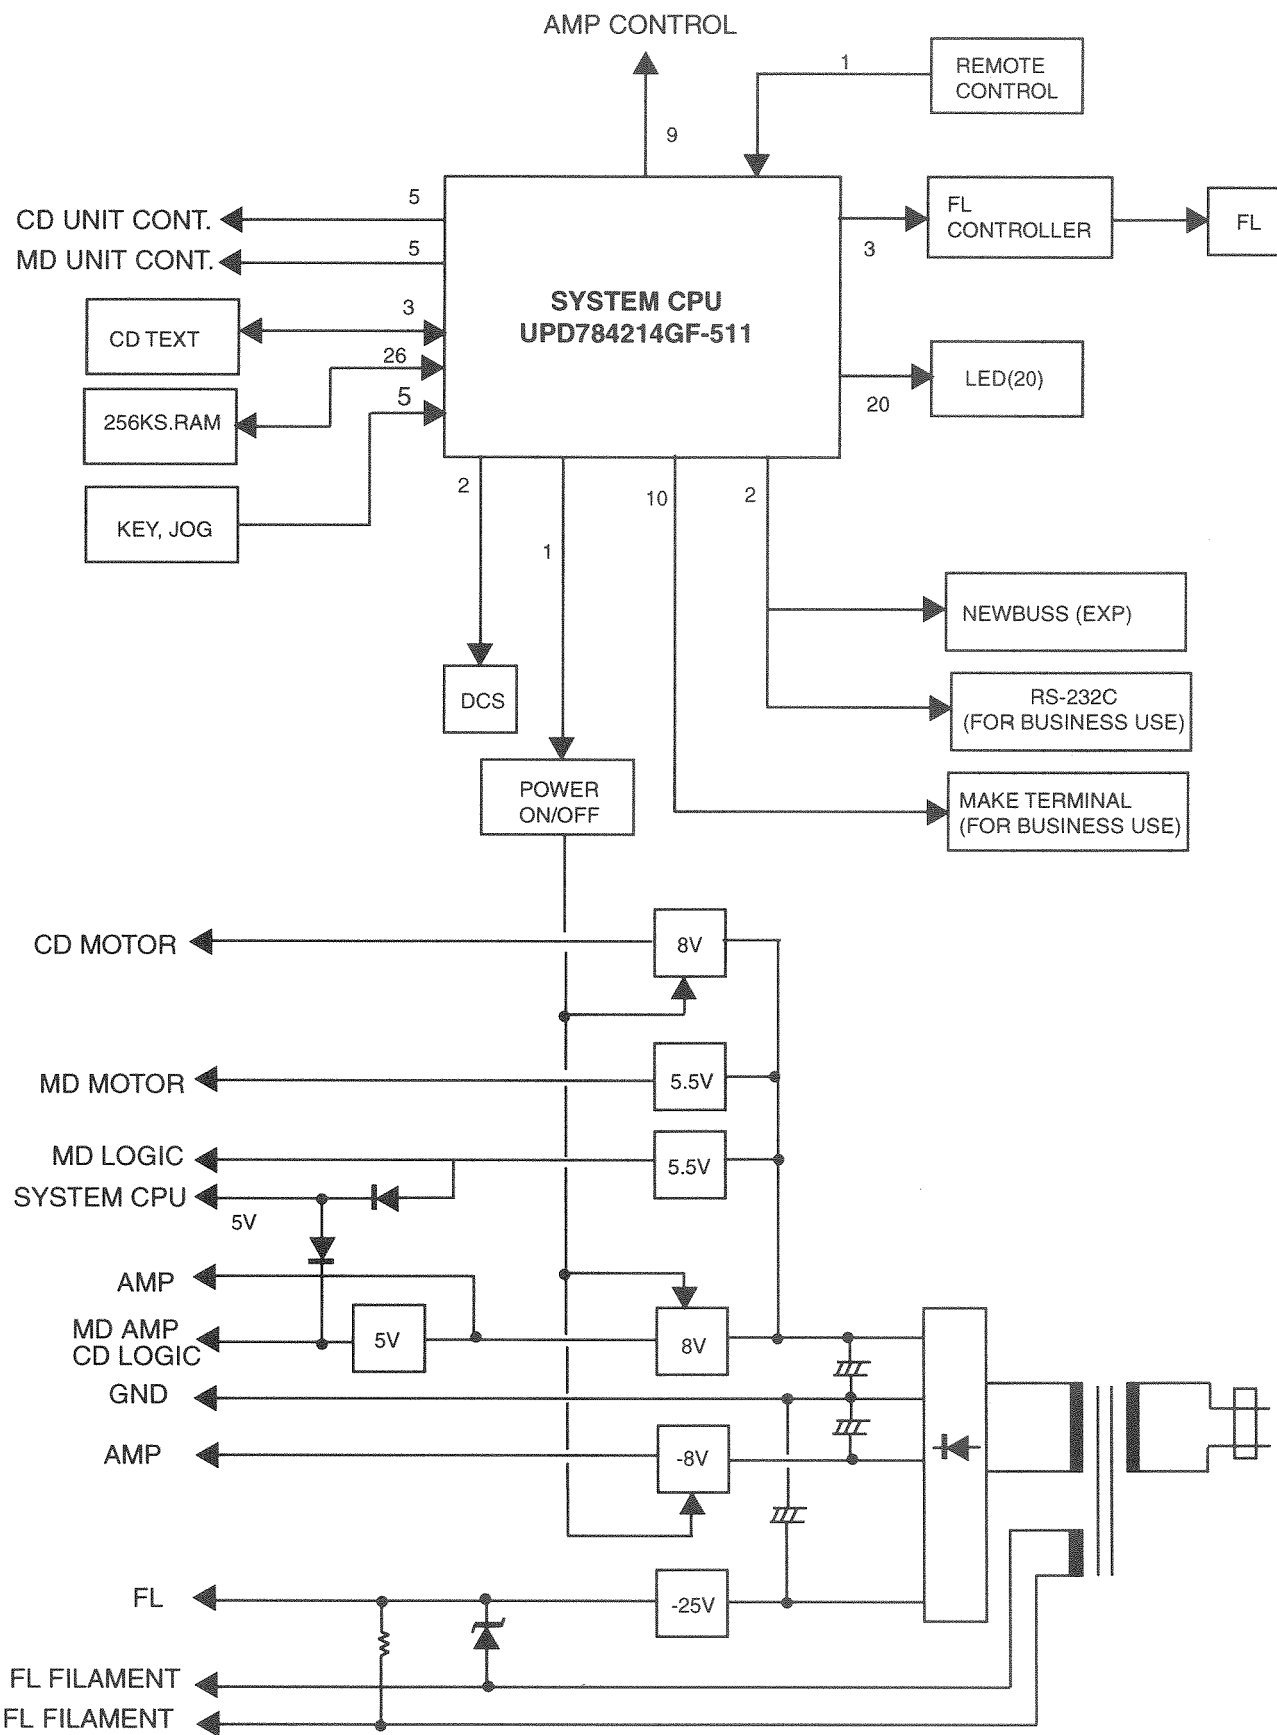 AMP CONTROL
1
REMOTE
CONTROL
9
5
CD UNIT CONT.
5
MD UNIT CONT.
FL
CONTROLLER
FL
3
SYSTEM CPU
UPD784214GF-511
3
CD TEXT
26
256KS.RAM
5
KEY, JOG
LED(20)
20
2
1
10
2
NEWBUSS (EXP)
DCS
RS-232C
(FOR BUSINESS USE)
POWER
ON/OFF
MAKE TERMINAL
(FOR BUSINESS USE)
CD MOTOR
8V
MD MOTOR
5.5V
MD LOGIC
5.5V
SYSTEM CPU
5V
AMP
MD AMP
CD LOGIC
5V
8V
GND
AMP
-8V
FL
-25V
FL FILAMENT
FL FILAMENT